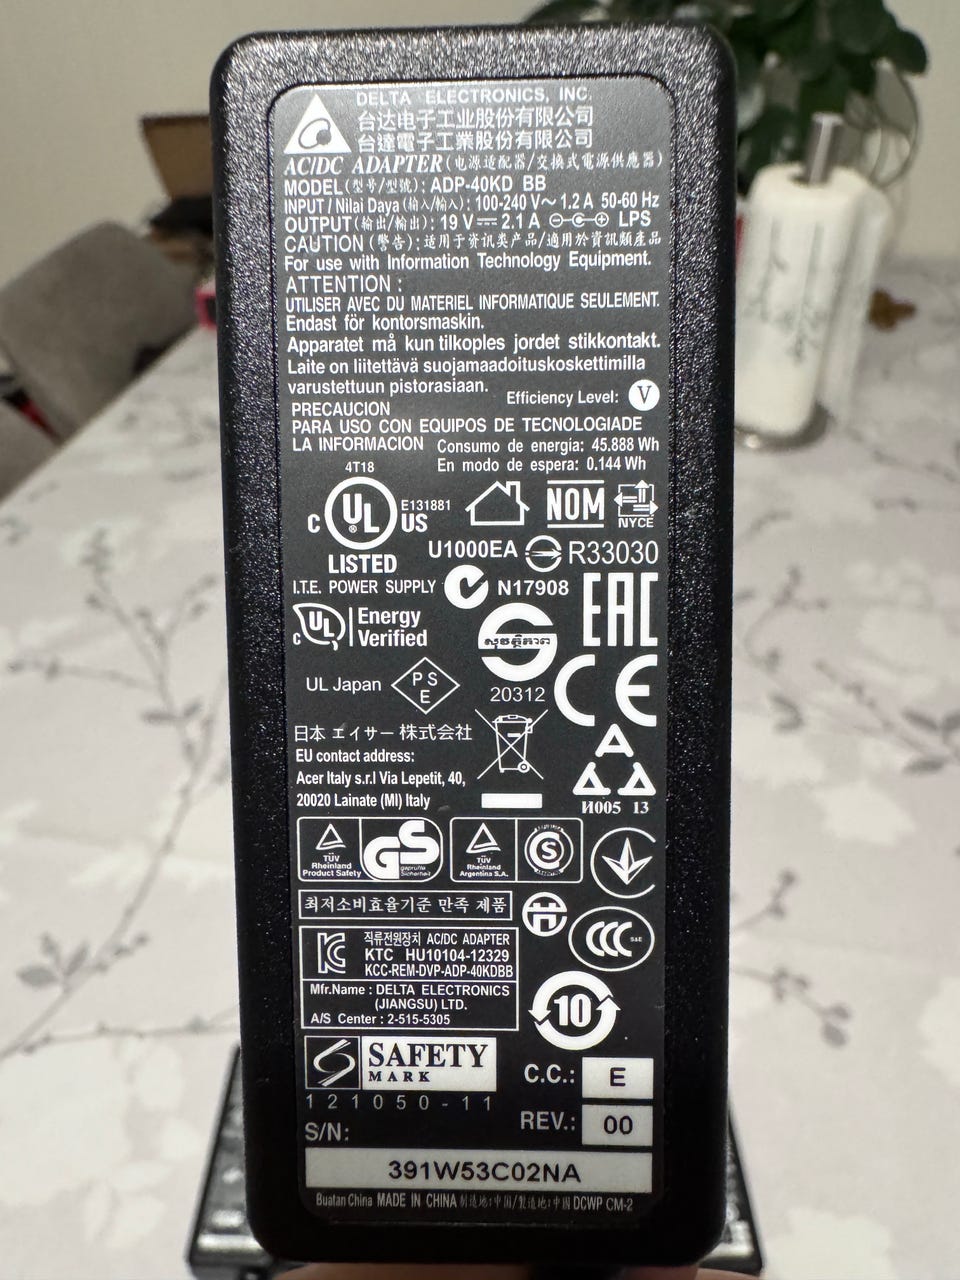 DELTA ELECTRONICS, INC.
台达电子工业股份有限公司
台達電子工業股份有限公司
AC/DC ADAPTER (电源适配器/交換式電源供應器)
MODEL(型号/型號): ADP-40KD BB
INPUT / Nilai Daya (输入/輸入): 100-240 V~ 1.2 A 50-60 Hz
OUTPUT(输出/輸出): 19 V 2.1 A LPS
CAUTION (警告): 适用于资讯类产品/適用於資訊類產品
For use with Information Technology Equipment.
ATTENTION :
UTILISER AVEC DU MATERIEL INFORMATIQUE SEULEMENT.
Endast för kontorsmaskin.
Apparatet må kun tilkoples jordet stikkontakt.
Laite on liitettävä suojamaadoituskoskettimilla
varustettuun pistorasiaan.
Efficiency Level: V
PRECAUCION
PARA USO CON EQUIPOS DE TECNOLOGIADE
LA INFORMACION
Consumo de energía: 45.888 Wh
En modo de espera: 0.144 Wh
4T18
C UL US
®
E131881
LISTED
I.T.E. POWER SUPPLY
NOM
NYCE
U1000EA
R33030
N17908
C UL
Energy
Verified
EAC
20312
UL Japan
P S
E
CE
日本 エイサー 株式会社
EU contact address:
Acer Italy s.r.l Via Lepetit, 40,
20020 Lainate (MI) Italy
И005 13
TÜV
Rheinland
Product Safety
GS
geprüfte
Sicherheit
TÜV
Rheinland
Argentina S.A.
S
최저소비효율기준 만족 제품
CCC
S&E
직류전원장치 AC/DC ADAPTER
KTC HU10104-12329
KCC-REM-DVP-ADP-40KDBB
Mfr.Name : DELTA ELECTRONICS
(JIANGSU) LTD.
A/S Center : 2-515-5305
10
SAFETY
MARK
121050-11
C.C.: E
REV.: 00
S/N:
391W53C02NA
Buatan China MADE IN CHINA 制造地:中国/製造地:中國 DCWP CM-2